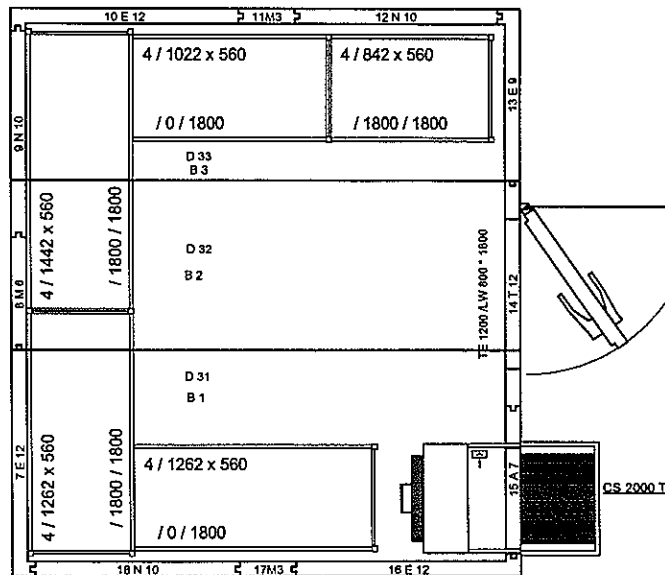 10 E 12
11M3
12 N 10
4 / 1022 x 560
/ 0 / 1800
4 / 842 x 560
/ 1800 / 1800
13 E 9
9 N 10
D 33
B 3
4 / 1442 x 560
/ 1800 / 1800
D 32
B 2
TE 1200 /LW 800 * 1800
14 T 12
8 M 6
D 31
B 1
7 E 12
4 / 1262 x 560
/ 1800 / 1800
4 / 1262 x 560
/ 0 / 1800
15 A 7
CS 2000 T
18 N 10
17M3
16 E 12